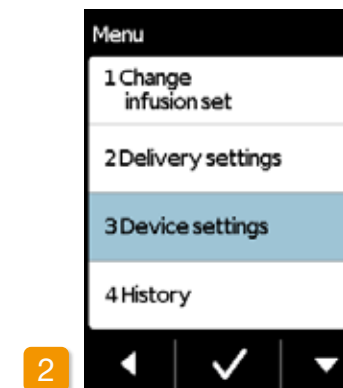 Menu
1 Change
infusion set
2 Delivery settings
3 Device settings
4 History
2